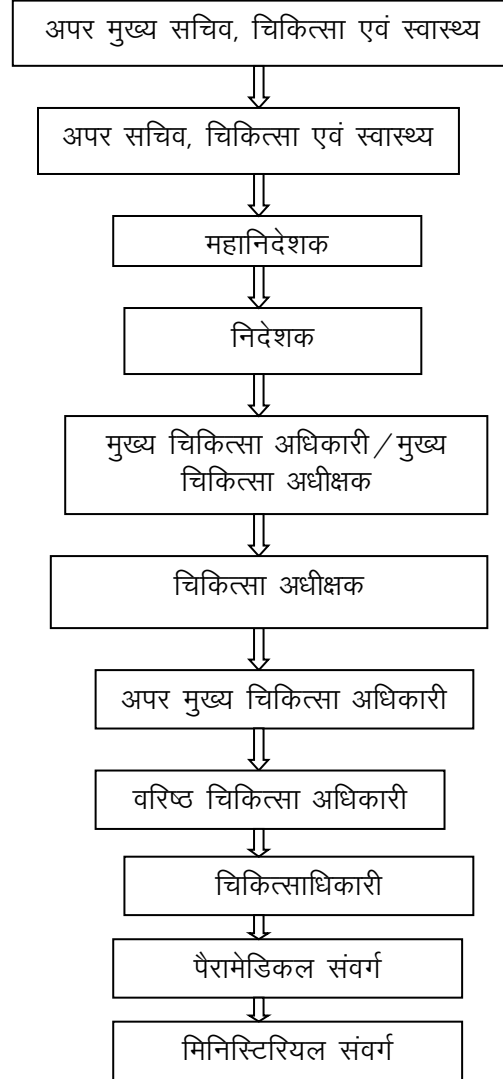 अपर मुख्य सचिव, चिकित्सा एवं स्वास्थ्य
अपर सचिव, चिकित्सा एवं स्वास्थ्य
महानिदेशक
निदेशक
मुख्य चिकित्सा अधिकारी/मुख्य
चिकित्सा अधीक्षक
चिकित्सा अधीक्षक
अपर मुख्य चिकित्सा अधिकारी
वरिष्ठ चिकित्सा अधिकारी
चिकित्साधिकारी
पैरामेडिकल संवर्ग
मिनिस्टिरियल संवर्ग